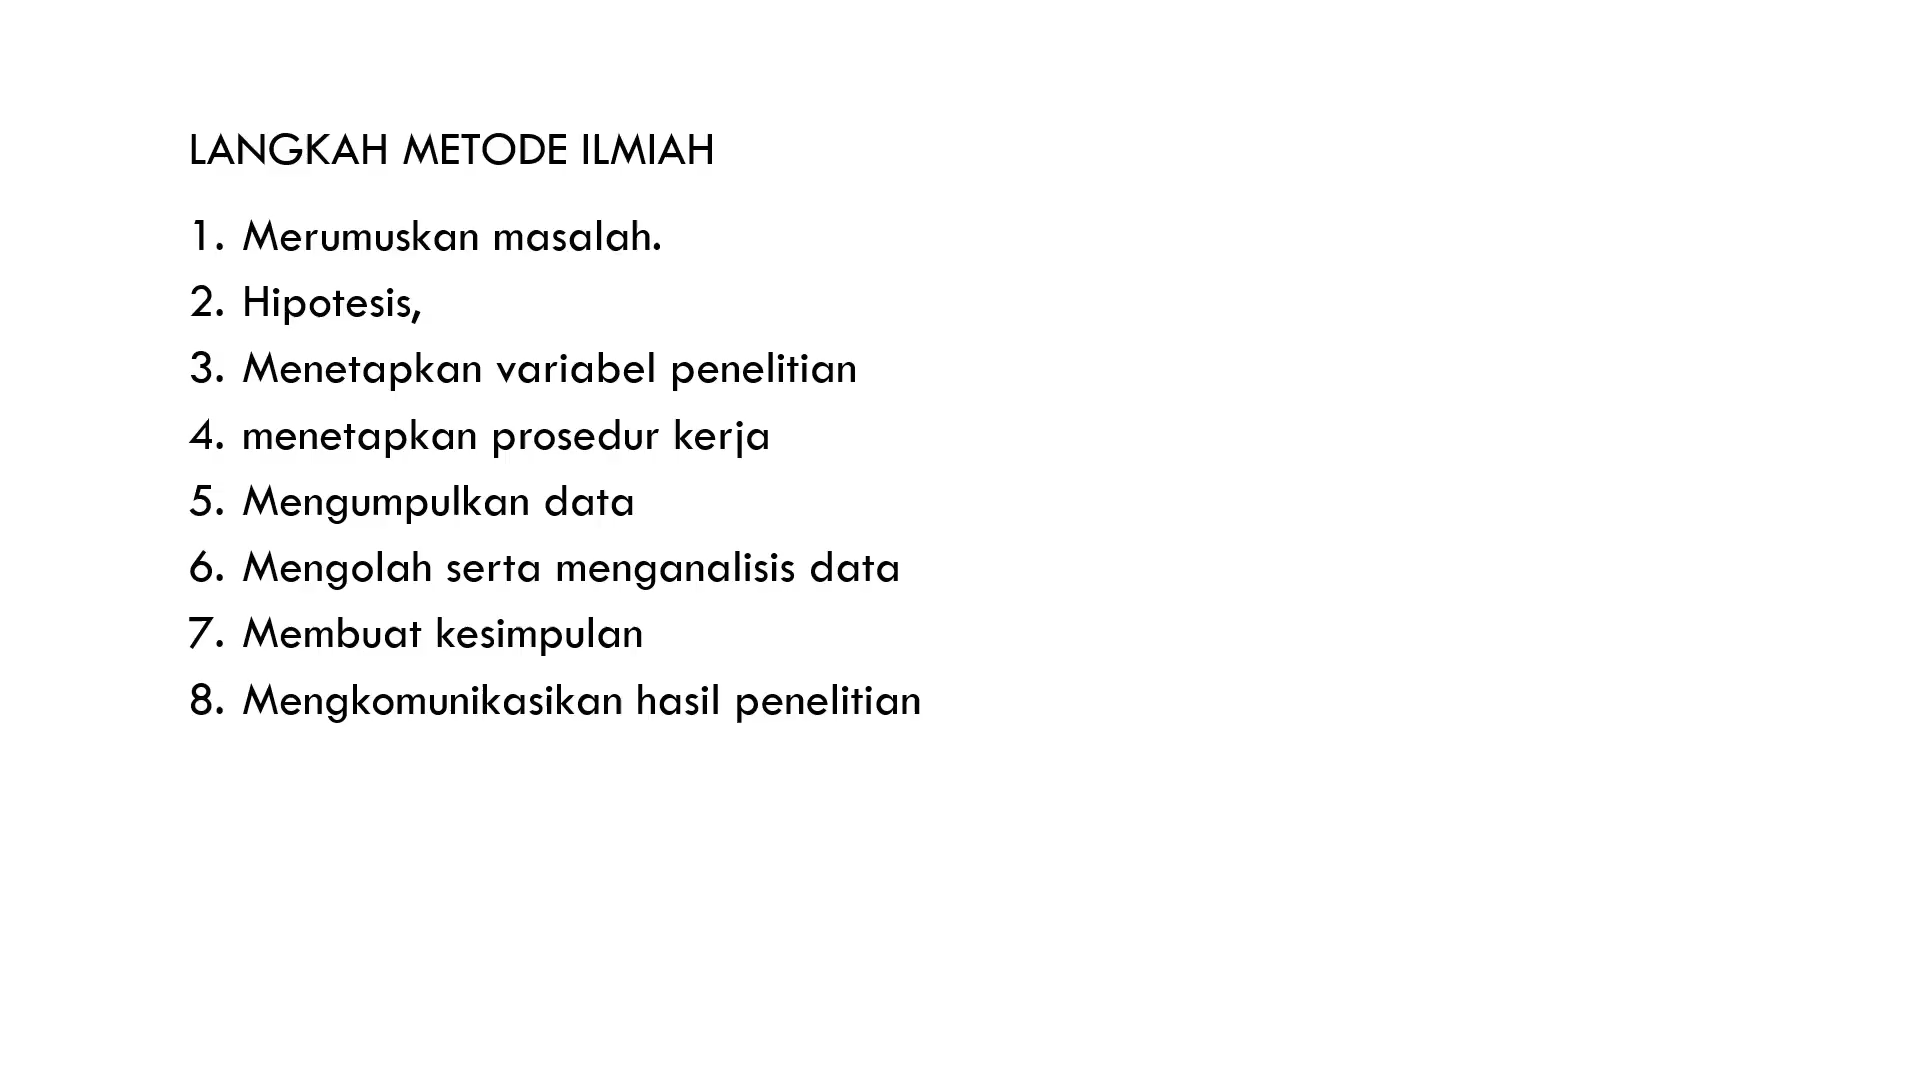 LANGKAH METODE ILMIAH
1. Merumuskan masalah.
2. Hipotesis,
3. Menetapkan variabel penelitian
4. menetapkan prosedur kerja
5. Mengumpulkan data
6. Mengolah serta menganalisis data
7. Membuat kesimpulan
8. Mengkomunikasikan hasil penelitian